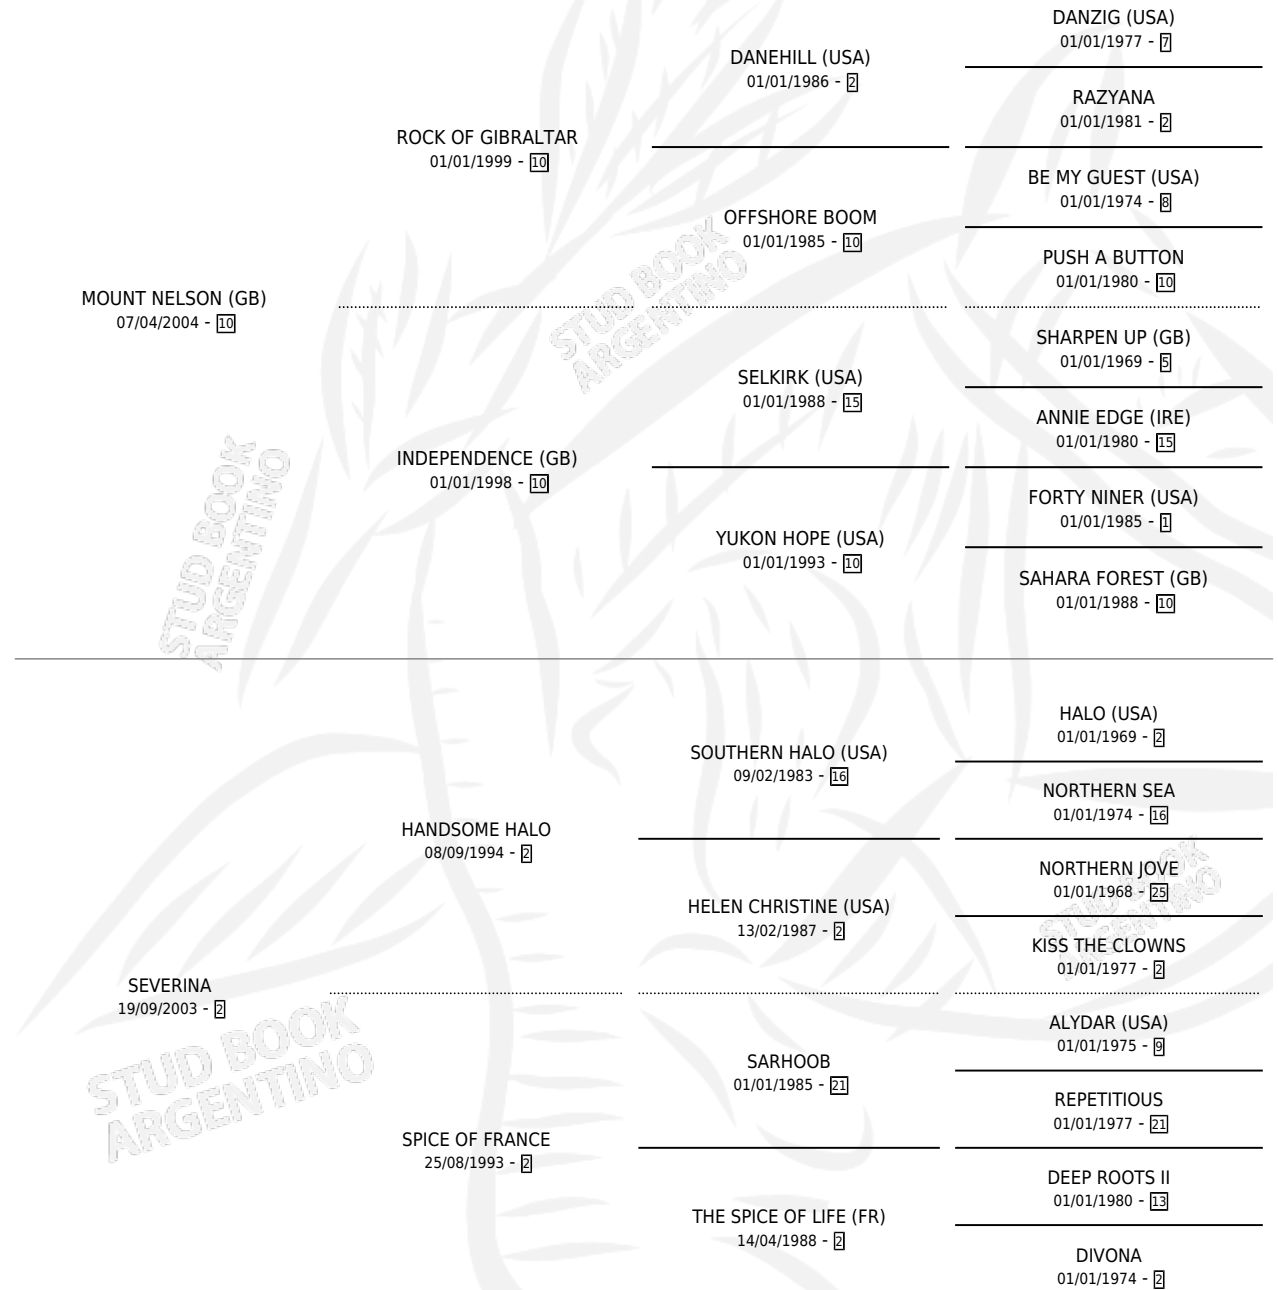 DANZIG (USA)
01/01/1977 - 7
DANEHILL (USA)
01/01/1986 - 2
RAZYANA
01/01/1981 - 2
ROCK OF GIBRALTAR
01/01/1999 - 10
BE MY GUEST (USA)
01/01/1974 - 8
OFFSHORE BOOM
01/01/1985 - 10
PUSH A BUTTON
01/01/1980 - 10
MOUNT NELSON (GB)
07/04/2004 - 10
SHARPEN UP (GB)
01/01/1969 - 5
SELKIRK (USA)
01/01/1988 - 15
ANNIE EDGE (IRE)
01/01/1980 - 15
INDEPENDENCE (GB)
01/01/1998 - 10
FORTY NINER (USA)
01/01/1985 - 1
YUKON HOPE (USA)
01/01/1993 - 10
SAHARA FOREST (GB)
01/01/1988 - 10
HALO (USA)
01/01/1969 - 2
SOUTHERN HALO (USA)
09/02/1983 - 16
NORTHERN SEA
01/01/1974 - 16
HANDSOME HALO
08/09/1994 - 2
NORTHERN JOVE
01/01/1968 - 25
HELEN CHRISTINE (USA)
13/02/1987 - 2
KISS THE CLOWNS
01/01/1977 - 2
SEVERINA
19/09/2003 - 2
ALYDAR (USA)
01/01/1975 - 9
SARHOOB
01/01/1985 - 21
REPETITIOUS
01/01/1977 - 21
SPICE OF FRANCE
25/08/1993 - 2
DEEP ROOTS II
01/01/1980 - 13
THE SPICE OF LIFE (FR)
14/04/1988 - 2
DIVONA
01/01/1974 - 2
STUD BOOK
ARGENTINO
STUD BOOK
ARGENTINO
STUD BOOK
ARGENTINO
STUD BOOK
ARGENTINO